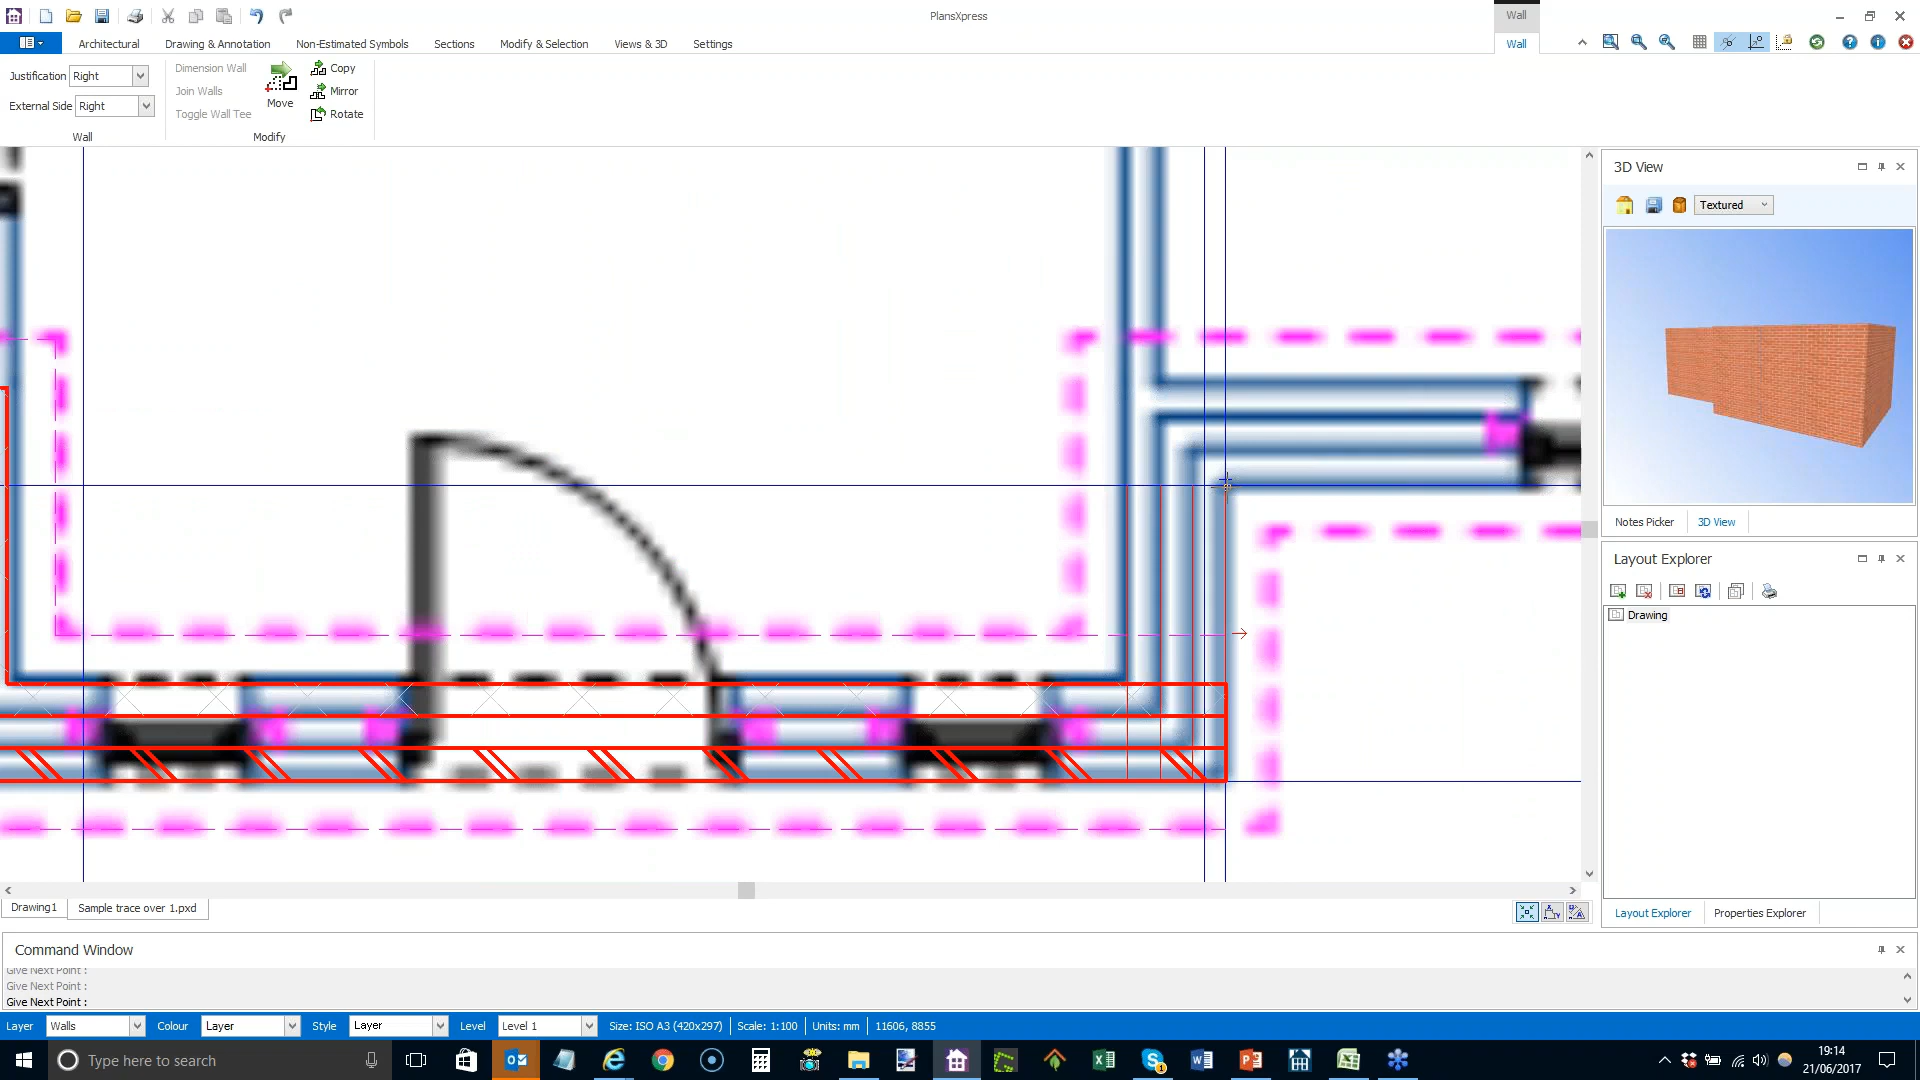 PlansXpress
Wall
Architectural
Drawing & Annotation
Non-Estimated Symbols
Sections
Modify & Selection
Views & 3D
Settings
Wall
Justification Right
External Side Right
Wall
Dimension Wall
Join Walls
Toggle Wall Tee
Move
Copy
Mirror
Rotate
Modify
3D View
Textured
Notes Picker
3D View
Layout Explorer
Drawing
Layout Explorer
Properties Explorer
Drawing1
Sample trace over 1.pxd
Command Window
Give Next Point :
Give Next Point :
Give Next Point :
Layer Walls Colour Layer Style Layer Level Level 1 Size: ISO A3 (420x297) Scale: 1:100 Units: mm 11606, 8855
Type here to search
19:14
21/06/2017